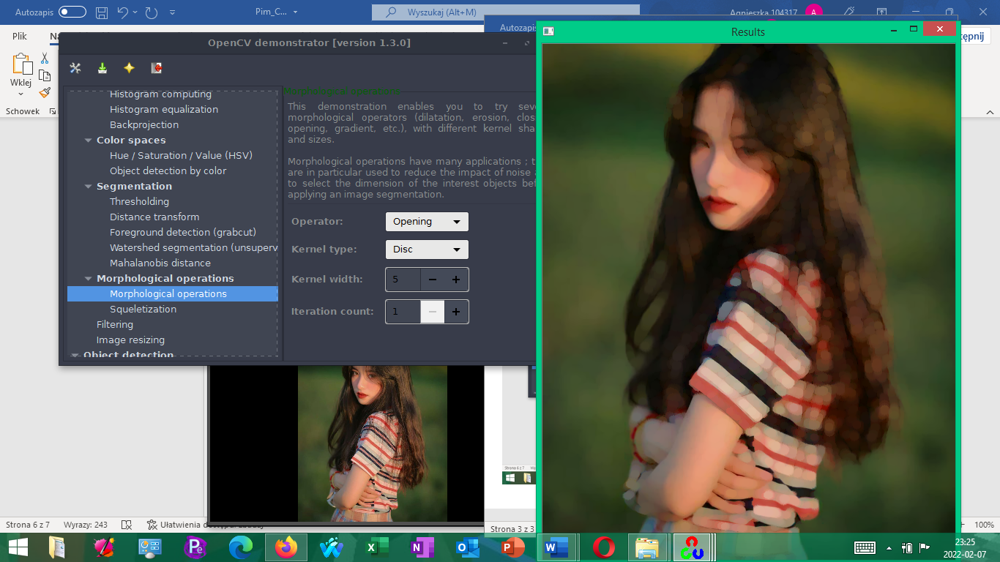 Autozapis
Pim_C...
Wyszukaj (Alt+M)
Agnieszka 104317
A
Plik
Wklej
Schowek
OpenCV demonstrator [version 1.3.0]
Histogram computing
Histogram equalization
Backprojection
Color spaces
Hue / Saturation / Value (HSV)
Object detection by color
Segmentation
Thresholding
Distance transform
Foreground detection (grabcut)
Watershed segmentation (unsuperv
Mahalanobis distance
Morphological operations
Morphological operations
Squeletization
Filtering
Image resizing
Object detection
Morphological operations
This demonstration enables you to try seve
morphological operators (dilatation, erosion, clos
opening, gradient, etc.), with different kernel sha
and sizes.
Morphological operations have many applications ; t
are in particular used to reduce the impact of noise a
to select the dimension of the interest objects bef
applying an image segmentation.
Operator:
Opening
Kernel type:
Disc
Kernel width:
5
Iteration count:
1
Autozapis
Results
Strona 6 z 7
Wyrazy: 243
Strona 6 z 7
Strona 3 z 3
100%
23:25
2022-02-07